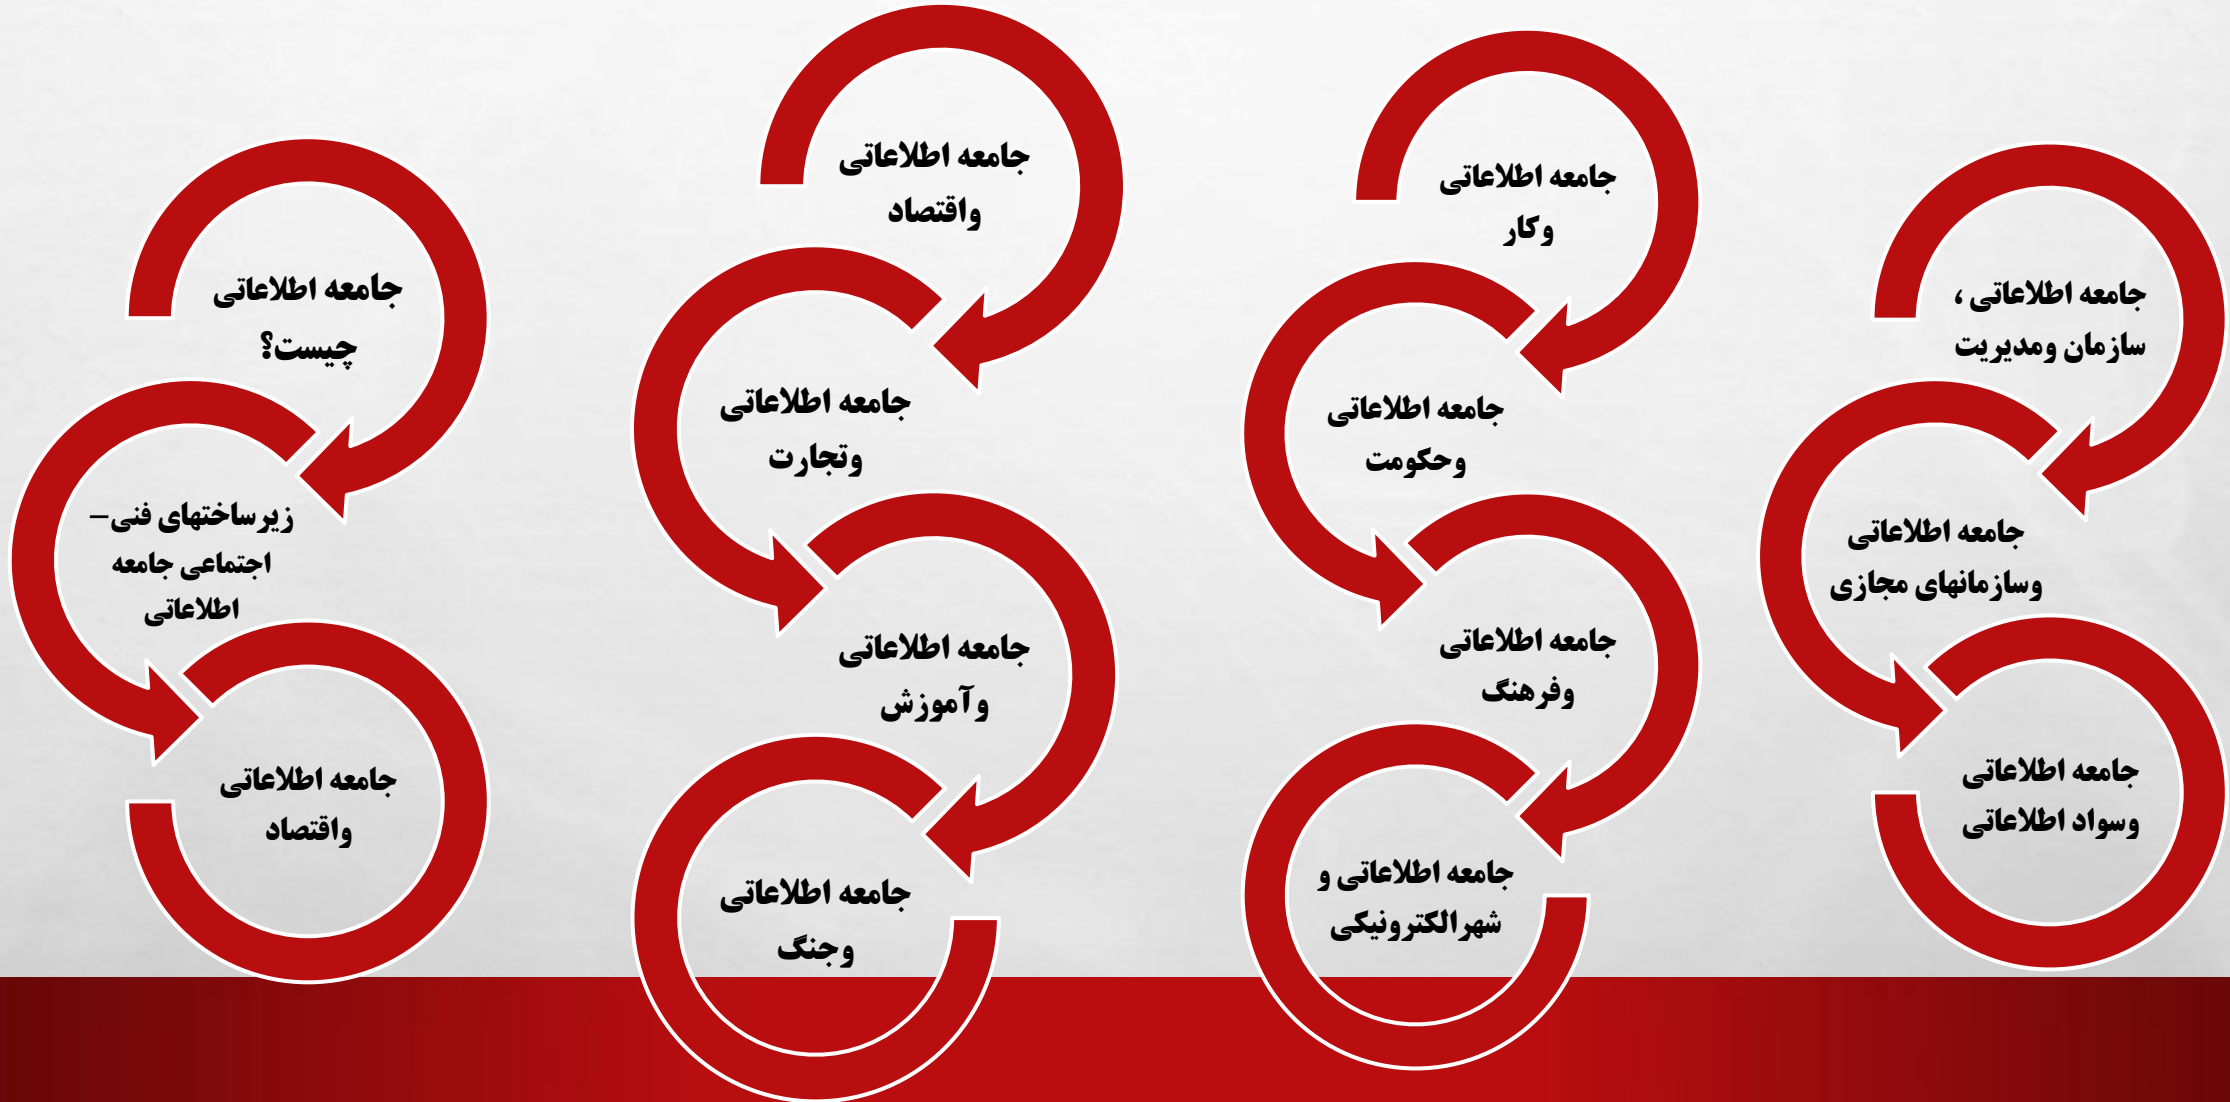 جامعه اطلاعاتی
چیست؟
زیرساختهای فنی–
اجتماعی جامعه
اطلاعاتی
جامعه اطلاعاتی
واقتصاد
جامعه اطلاعاتی
واقتصاد
جامعه اطلاعاتی
وتجارت
جامعه اطلاعاتی
وآموزش
جامعه اطلاعاتی
وجنگ
جامعه اطلاعاتی
وکار
جامعه اطلاعاتی
وحکومت
جامعه اطلاعاتی
وفرهنگ
جامعه اطلاعاتی و
شهرالکترونیکی
جامعه اطلاعاتی ،
سازمان ومدیریت
جامعه اطلاعاتی
وسازمانهای مجازی
جامعه اطلاعاتی
وسواد اطلاعاتی